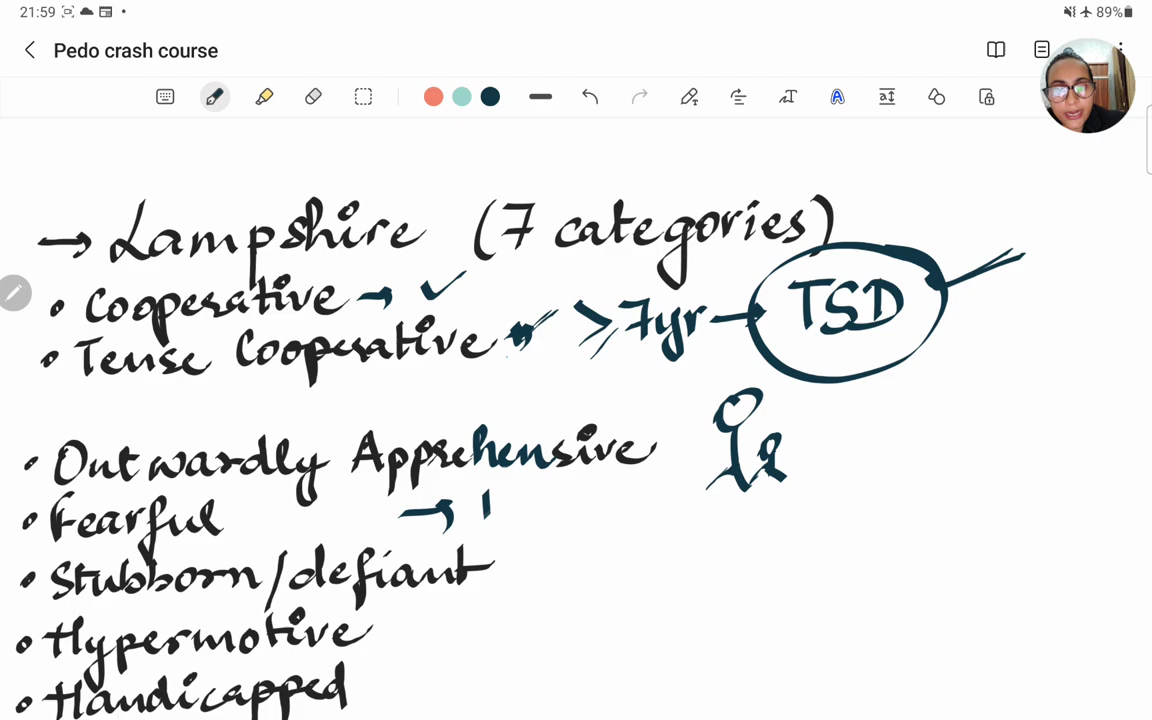 21:59 89%
Pedo crash course
→ Lampshire (7 categories)
• Cooperative → ✓
• Tense Cooperative >7yr → TSD
• Outwardly Apprehensive
• Fearful →
• Stubborn/defiant
• Hypermotive
• Handicapped